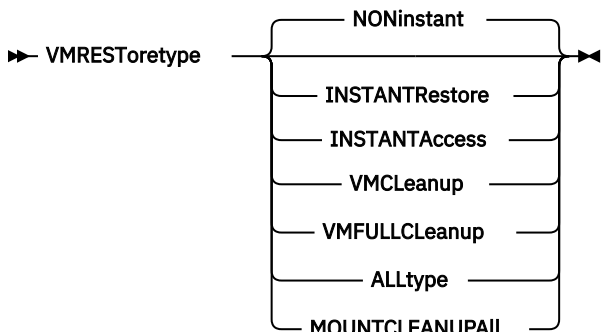 NONinstant
VMRESToretype
INSTANTRestore
INSTANTAccess
VMCLeanup
VMFULLCLeanup
ALLtype
MOUNTCLEANUPAll